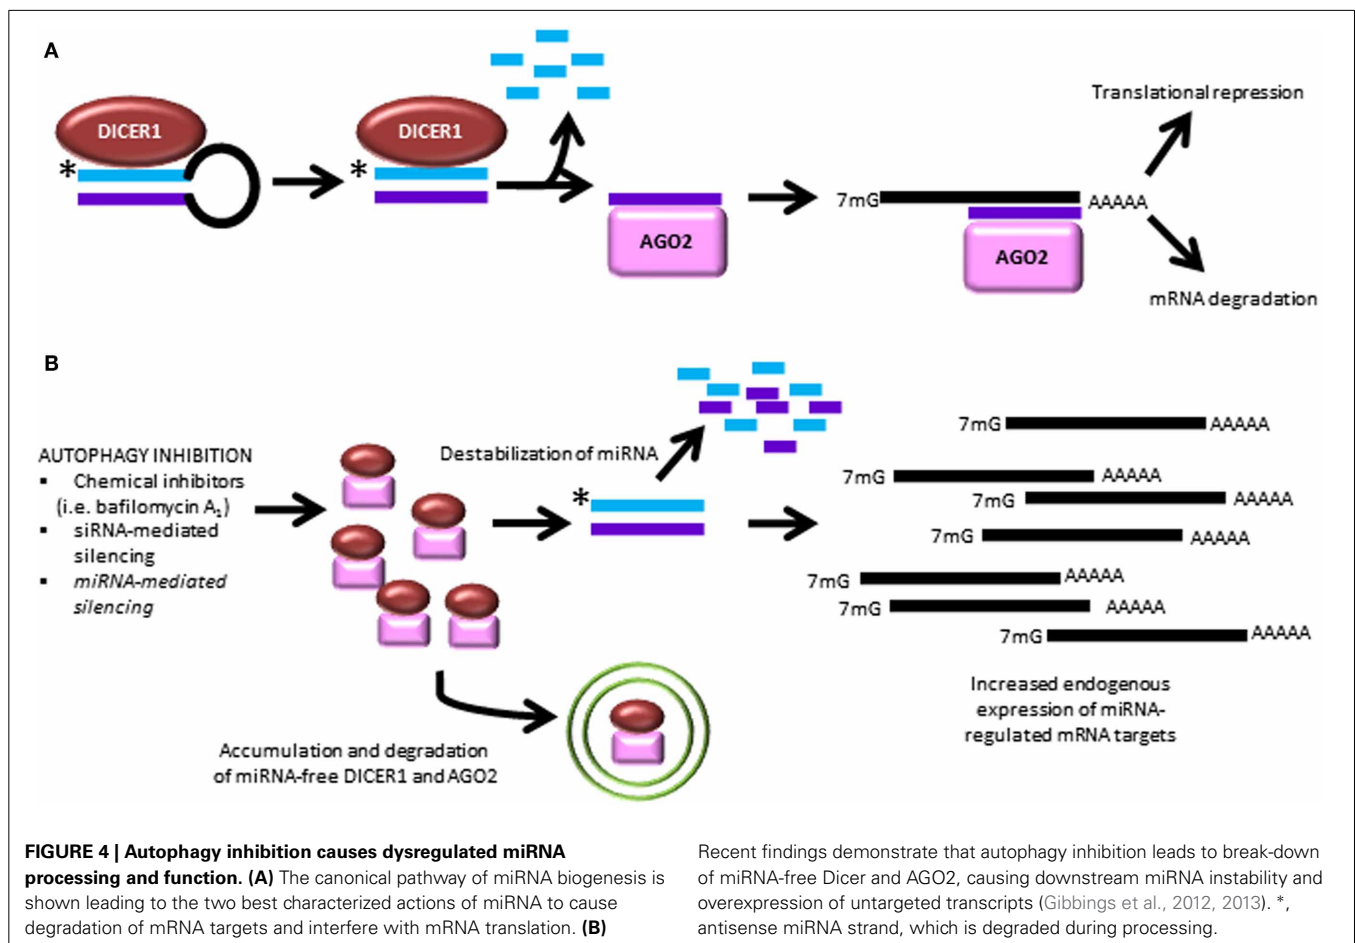 A
DICER1
*
DICER1
*
AGO2
7mG
AAAAA
AGO2
Translational repression
mRNA degradation
B
AUTOPHAGY INHIBITION
▪ Chemical inhibitors
(i.e. bafilomycin A₁)
▪ siRNA-mediated
silencing
▪ miRNA-mediated
silencing
Destabilization of miRNA
*
Accumulation and degradation
of miRNA-free DICER1 and AGO2
7mG AAAAA
7mG AAAAA
7mG AAAAA
7mG AAAAA
7mG AAAAA
7mG AAAAA
7mG AAAAA
Increased endogenous
expression of miRNA-
regulated mRNA targets
FIGURE 4 | Autophagy inhibition causes dysregulated miRNA
processing and function. (A) The canonical pathway of miRNA biogenesis is
shown leading to the two best characterized actions of miRNA to cause
degradation of mRNA targets and interfere with mRNA translation. (B)
Recent findings demonstrate that autophagy inhibition leads to break-down
of miRNA-free Dicer and AGO2, causing downstream miRNA instability and
overexpression of untargeted transcripts (Gibbings et al., 2012, 2013). *,
antisense miRNA strand, which is degraded during processing.